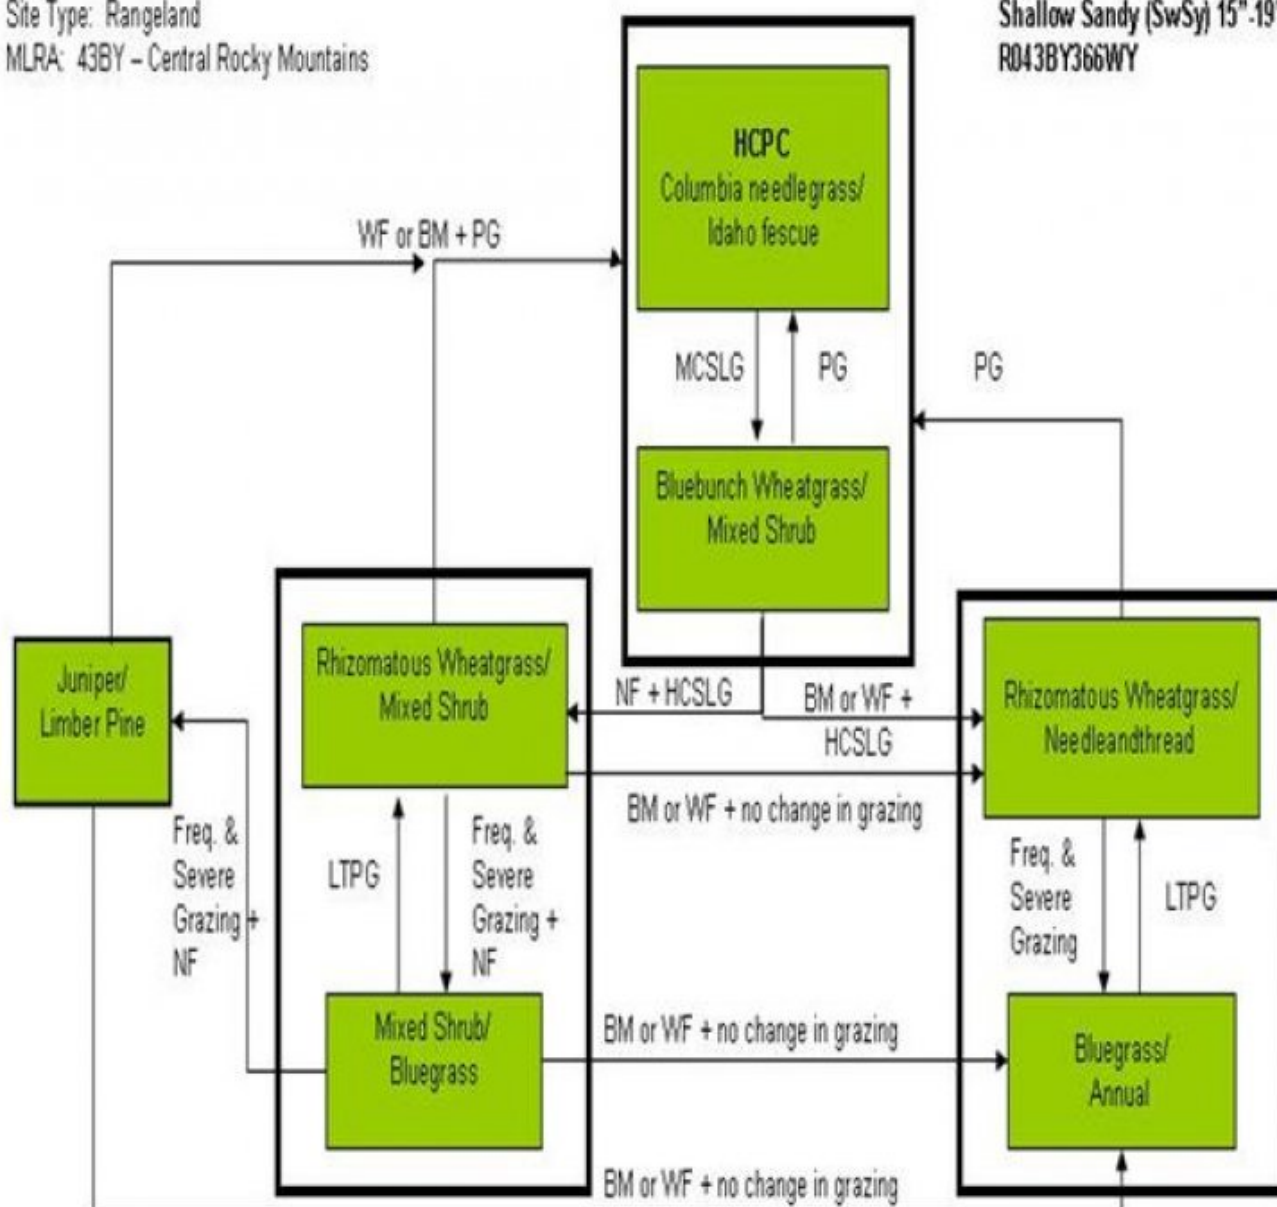 Site Type: Rangeland
MLRA: 43BY – Central Rocky Mountains
Shallow Sandy (SwSy) 15"-19"
R043BY366WY
HCPC
Columbia needlegrass/
Idaho fescue
WF or BM + PG
MCSLG
PG
PG
Bluebunch Wheatgrass/
Mixed Shrub
Juniper/
Limber Pine
Rhizomatous Wheatgrass/
Mixed Shrub
NF + HCSLG
BM or WF +
HCSLG
Rhizomatous Wheatgrass/
Needleandthread
BM or WF + no change in grazing
Freq. &
Severe
Grazing +
NF
LTPG
Freq. &
Severe
Grazing +
NF
Freq. &
Severe
Grazing
LTPG
Mixed Shrub/
Bluegrass
BM or WF + no change in grazing
Bluegrass/
Annual
BM or WF + no change in grazing